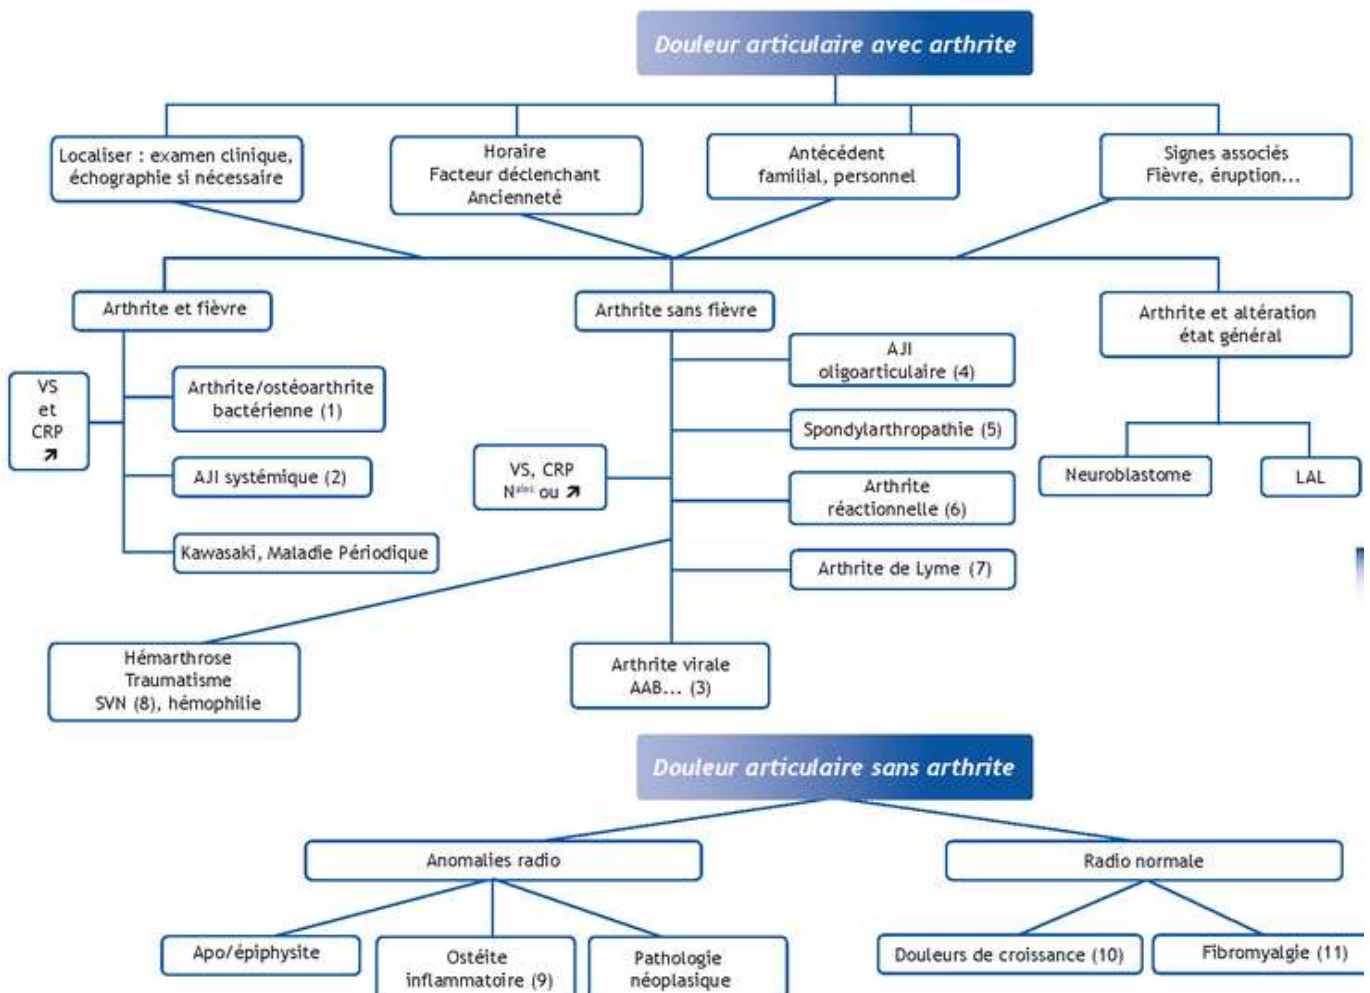 Douleur articulaire avec arthrite
Localiser : examen clinique,
échographie si nécessaire
Horaire
Facteur déclenchant
Ancienneté
Antécédent
familial, personnel
Signes associés
Fièvre, éruption...
Arthrite et fièvre
Arthrite sans fièvre
Arthrite et altération
état général
VS
et
CRP
↗
Arthrite/ostéoarthrite
bactérienne (1)
AJI systémique (2)
Kawasaki, Maladie Périodique
VS, CRP
Nales ou ↗
AJI
oligoarticulaire (4)
Spondylarthropathie (5)
Arthrite
réactionnelle (6)
Arthrite de Lyme (7)
Neuroblastome
LAL
Hémarthrose
Traumatisme
SVN (8), hémophilie
Arthrite virale
AAB... (3)
Douleur articulaire sans arthrite
Anomalies radio
Radio normale
Apo/épiphysite
Ostéite
inflammatoire (9)
Pathologie
néoplasique
Douleurs de croissance (10)
Fibromyalgie (11)